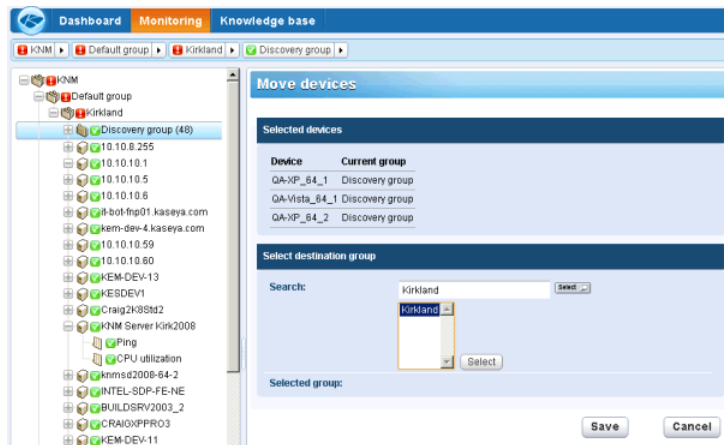 Dashboard Monitoring Knowledge base
KNM Default group Kirkland Discovery group
KNM
Default group
Kirkland
Discovery group (48)
10.10.8.255
10.10.10.1
10.10.10.5
10.10.10.6
it-bot-fnp01.kaseya.com
kem-dev-4.kaseya.com
10.10.10.59
10.10.10.60
KEM-DEV-13
KESDEV1
Craig2K8Std2
KNM Server Kirk2008
Ping
CPU utilization
knmsd2008-64-2
INTEL-SDP-FE-NE
BUILDSRV2003_2
CRAIGXPPRO3
KEM-DEV-11
Move devices
Selected devices
Device Current group
QA-XP_64_1 Discovery group
QA-Vista_64_1 Discovery group
QA-XP_64_2 Discovery group
Select destination group
Search: Kirkland Select
Kirkland
Select
Selected group:
Save Cancel